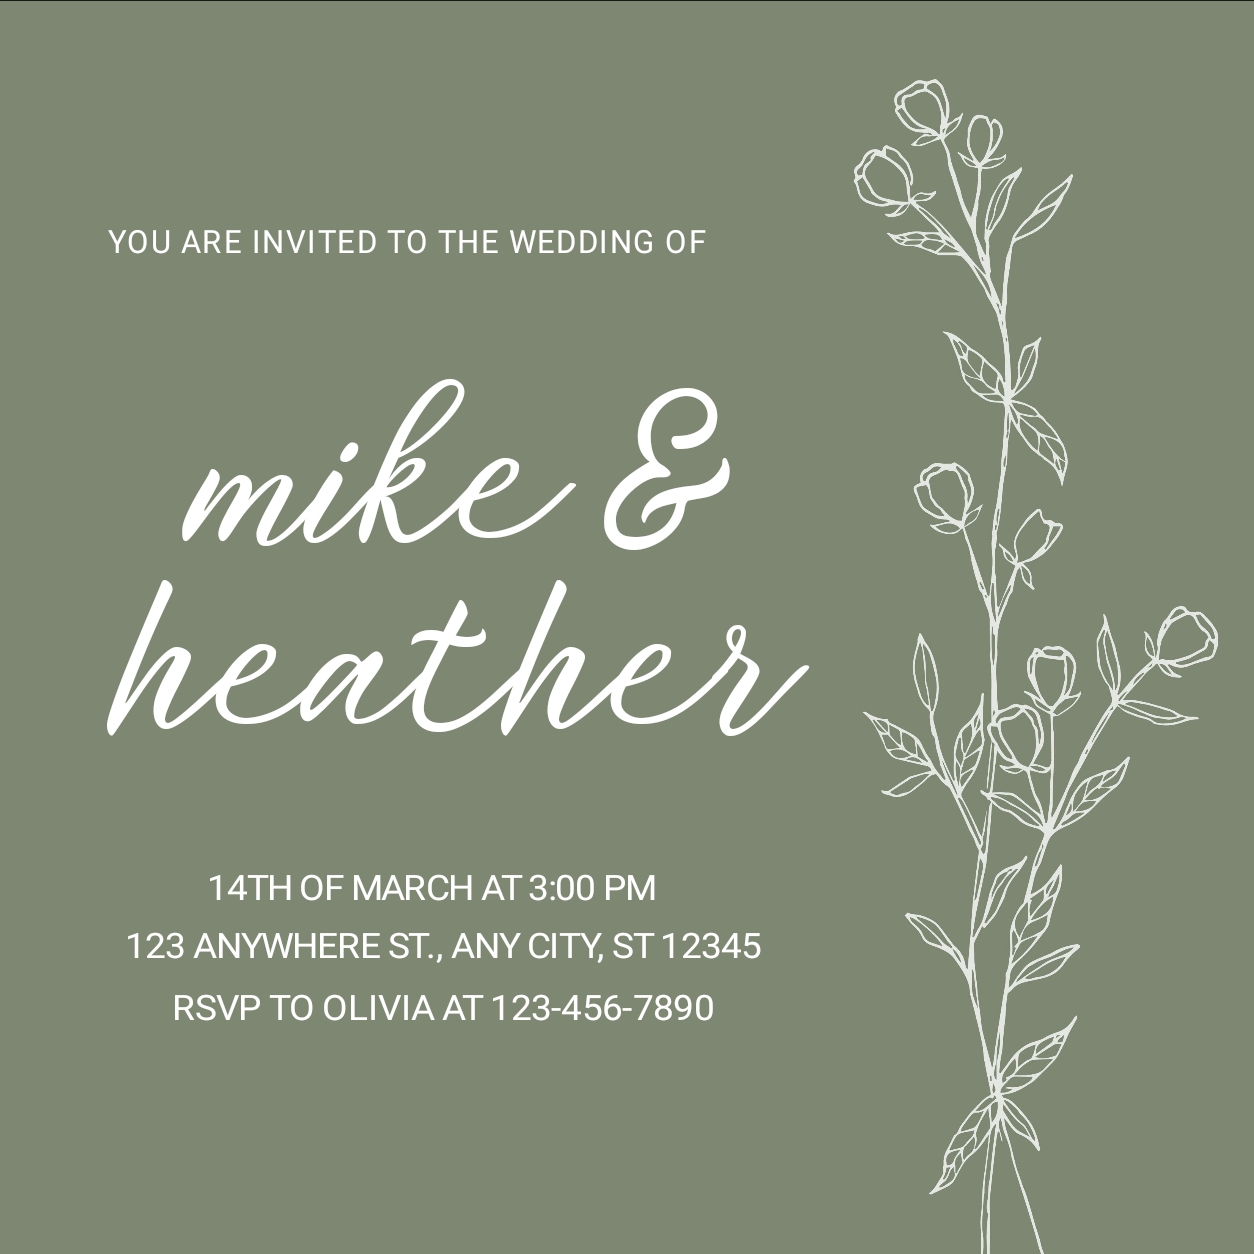 YOU ARE INVITED TO THE WEDDING OF
mike &
heather
14TH OF MARCH AT 3:00 PM
123 ANYWHERE ST., ANY CITY, ST 12345
RSVP TO OLIVIA AT 123-456-7890